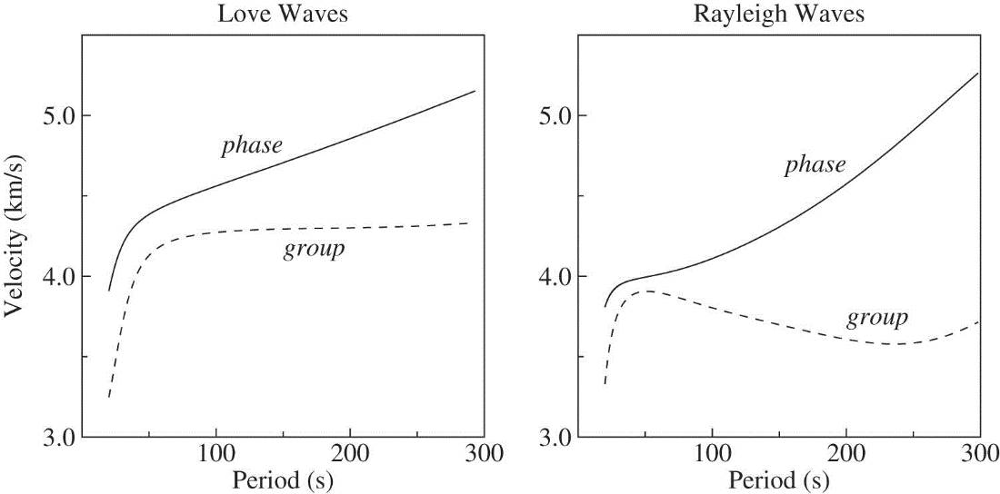 Love Waves
Rayleigh Waves
Velocity (km/s)
5.0
4.0
3.0
phase
group
100
200
300
Period (s)
5.0
4.0
3.0
phase
group
100
200
300
Period (s)